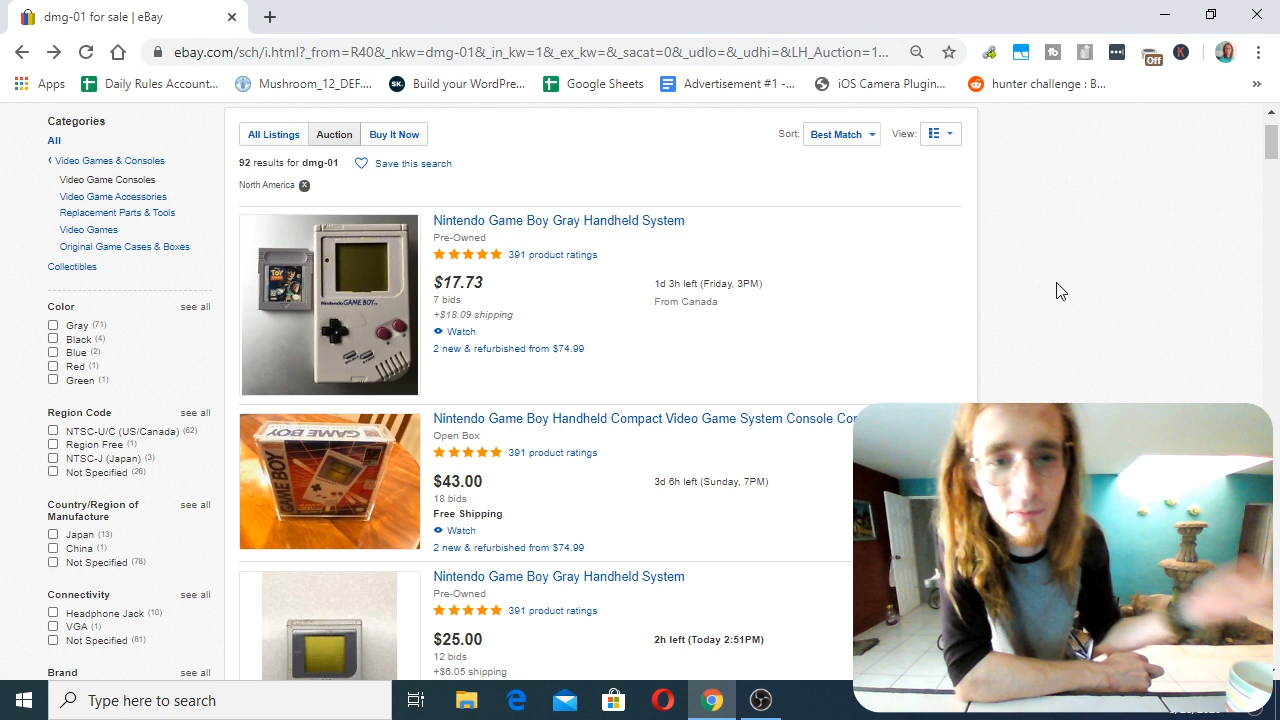 dmg-01 for sale | eBay
ebay.com/sch/i.html?_from=R40&_nkw=dmg-01&_in_kw=1&_ex_kw=&_sacat=0&_udlo=&_udhi=&LH_Auction=1...
Off
Apps
Daily Rules Account...
Mushroom_12_DEF....
SK.
Build your WordPre...
Google Sheets
Advertisement #1 -...
iOS Camera Plugin...
hunter challenge : B...
»
Categories
All
Video Games & Consoles
Video Game Consoles
Video Game Accessories
Replacement Parts & Tools
Video Games
Original Game Cases & Boxes
Collectibles
Color see all
Gray (71)
Black (4)
Blue (2)
Red (1)
Green (1)
Region Code see all
NTSC-U/C (US/Canada) (62)
Region Free (1)
NTSC-J (Japan) (3)
Not Specified (26)
Country/Region of see all
Manufacture
Japan (13)
China (1)
Not Specified (78)
Connectivity see all
Headphone Jack (10)
VGA (1)
Not Specified (81)
Brand see all
All Listings Auction Buy It Now
Sort: Best Match View:
92 results for dmg-01 Save this search
North America
Nintendo Game Boy Gray Handheld System
Pre-Owned
391 product ratings
$17.73 1d 3h left (Friday, 3PM)
7 bids From Canada
+$18.09 shipping
Watch
2 new & refurbished from $74.99
TOY
Nintendo GAME BOY
Nintendo Game Boy Handheld Compact Video Game System Console Co
Open Box
391 product ratings
$43.00 3d 6h left (Sunday, 7PM)
18 bids
Free Shipping
Watch
2 new & refurbished from $74.99
GAME BOY
GAME BOY
Nintendo Game Boy Gray Handheld System
Pre-Owned
391 product ratings
$25.00 2h left (Today 2:51PM)
12 bids
+$6.05 shipping
Type here to search